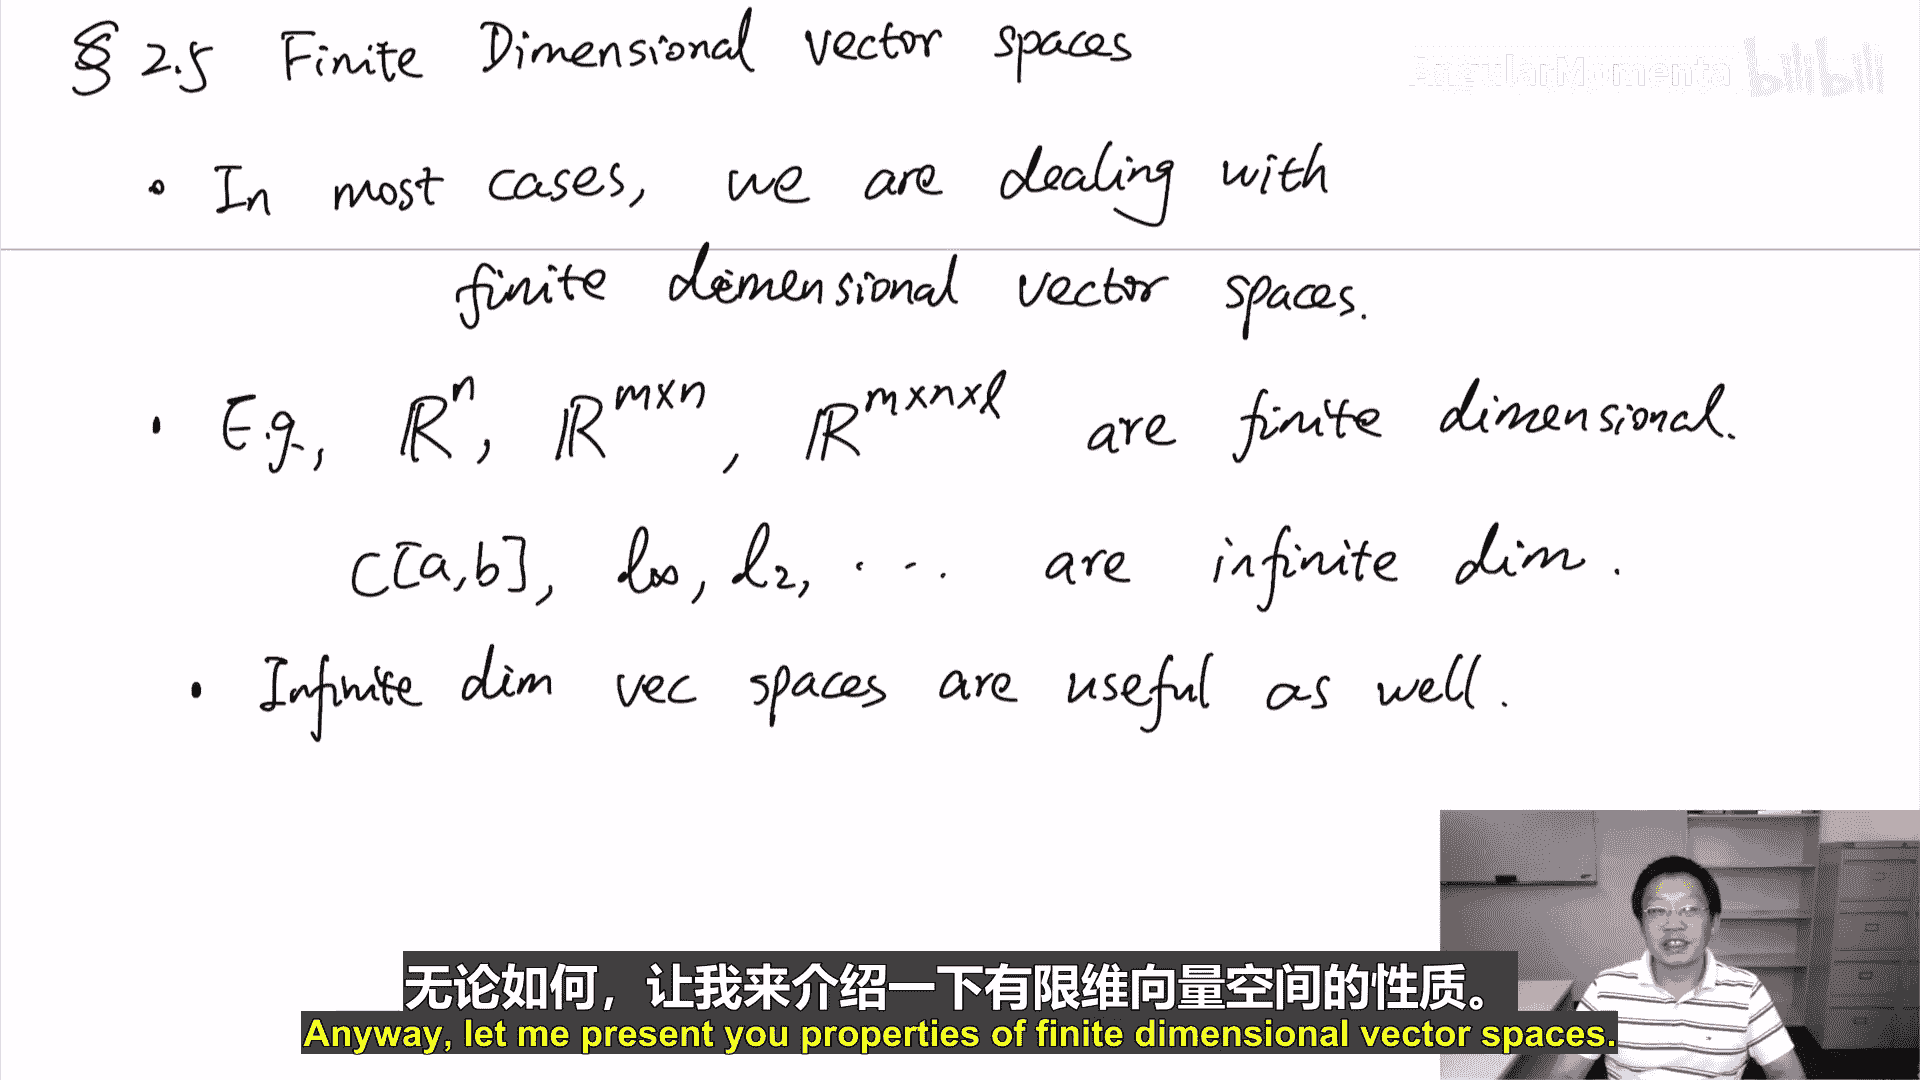 § 2.5 Finite Dimensional vector spaces
AngularMomenta bilibili
• In most cases, we are dealing with
finite dimensional vector spaces.
• E.g., ℝⁿ, ℝ^{m×n}, ℝ^{m×n×l} are finite dimensional.
C[a,b], l∞, l₂, ... are infinite dim.
• Infinite dim vec spaces are useful as well.
无论如何，让我来介绍一下有限维向量空间的性质。
Anyway, let me present you properties of finite dimensional vector spaces.